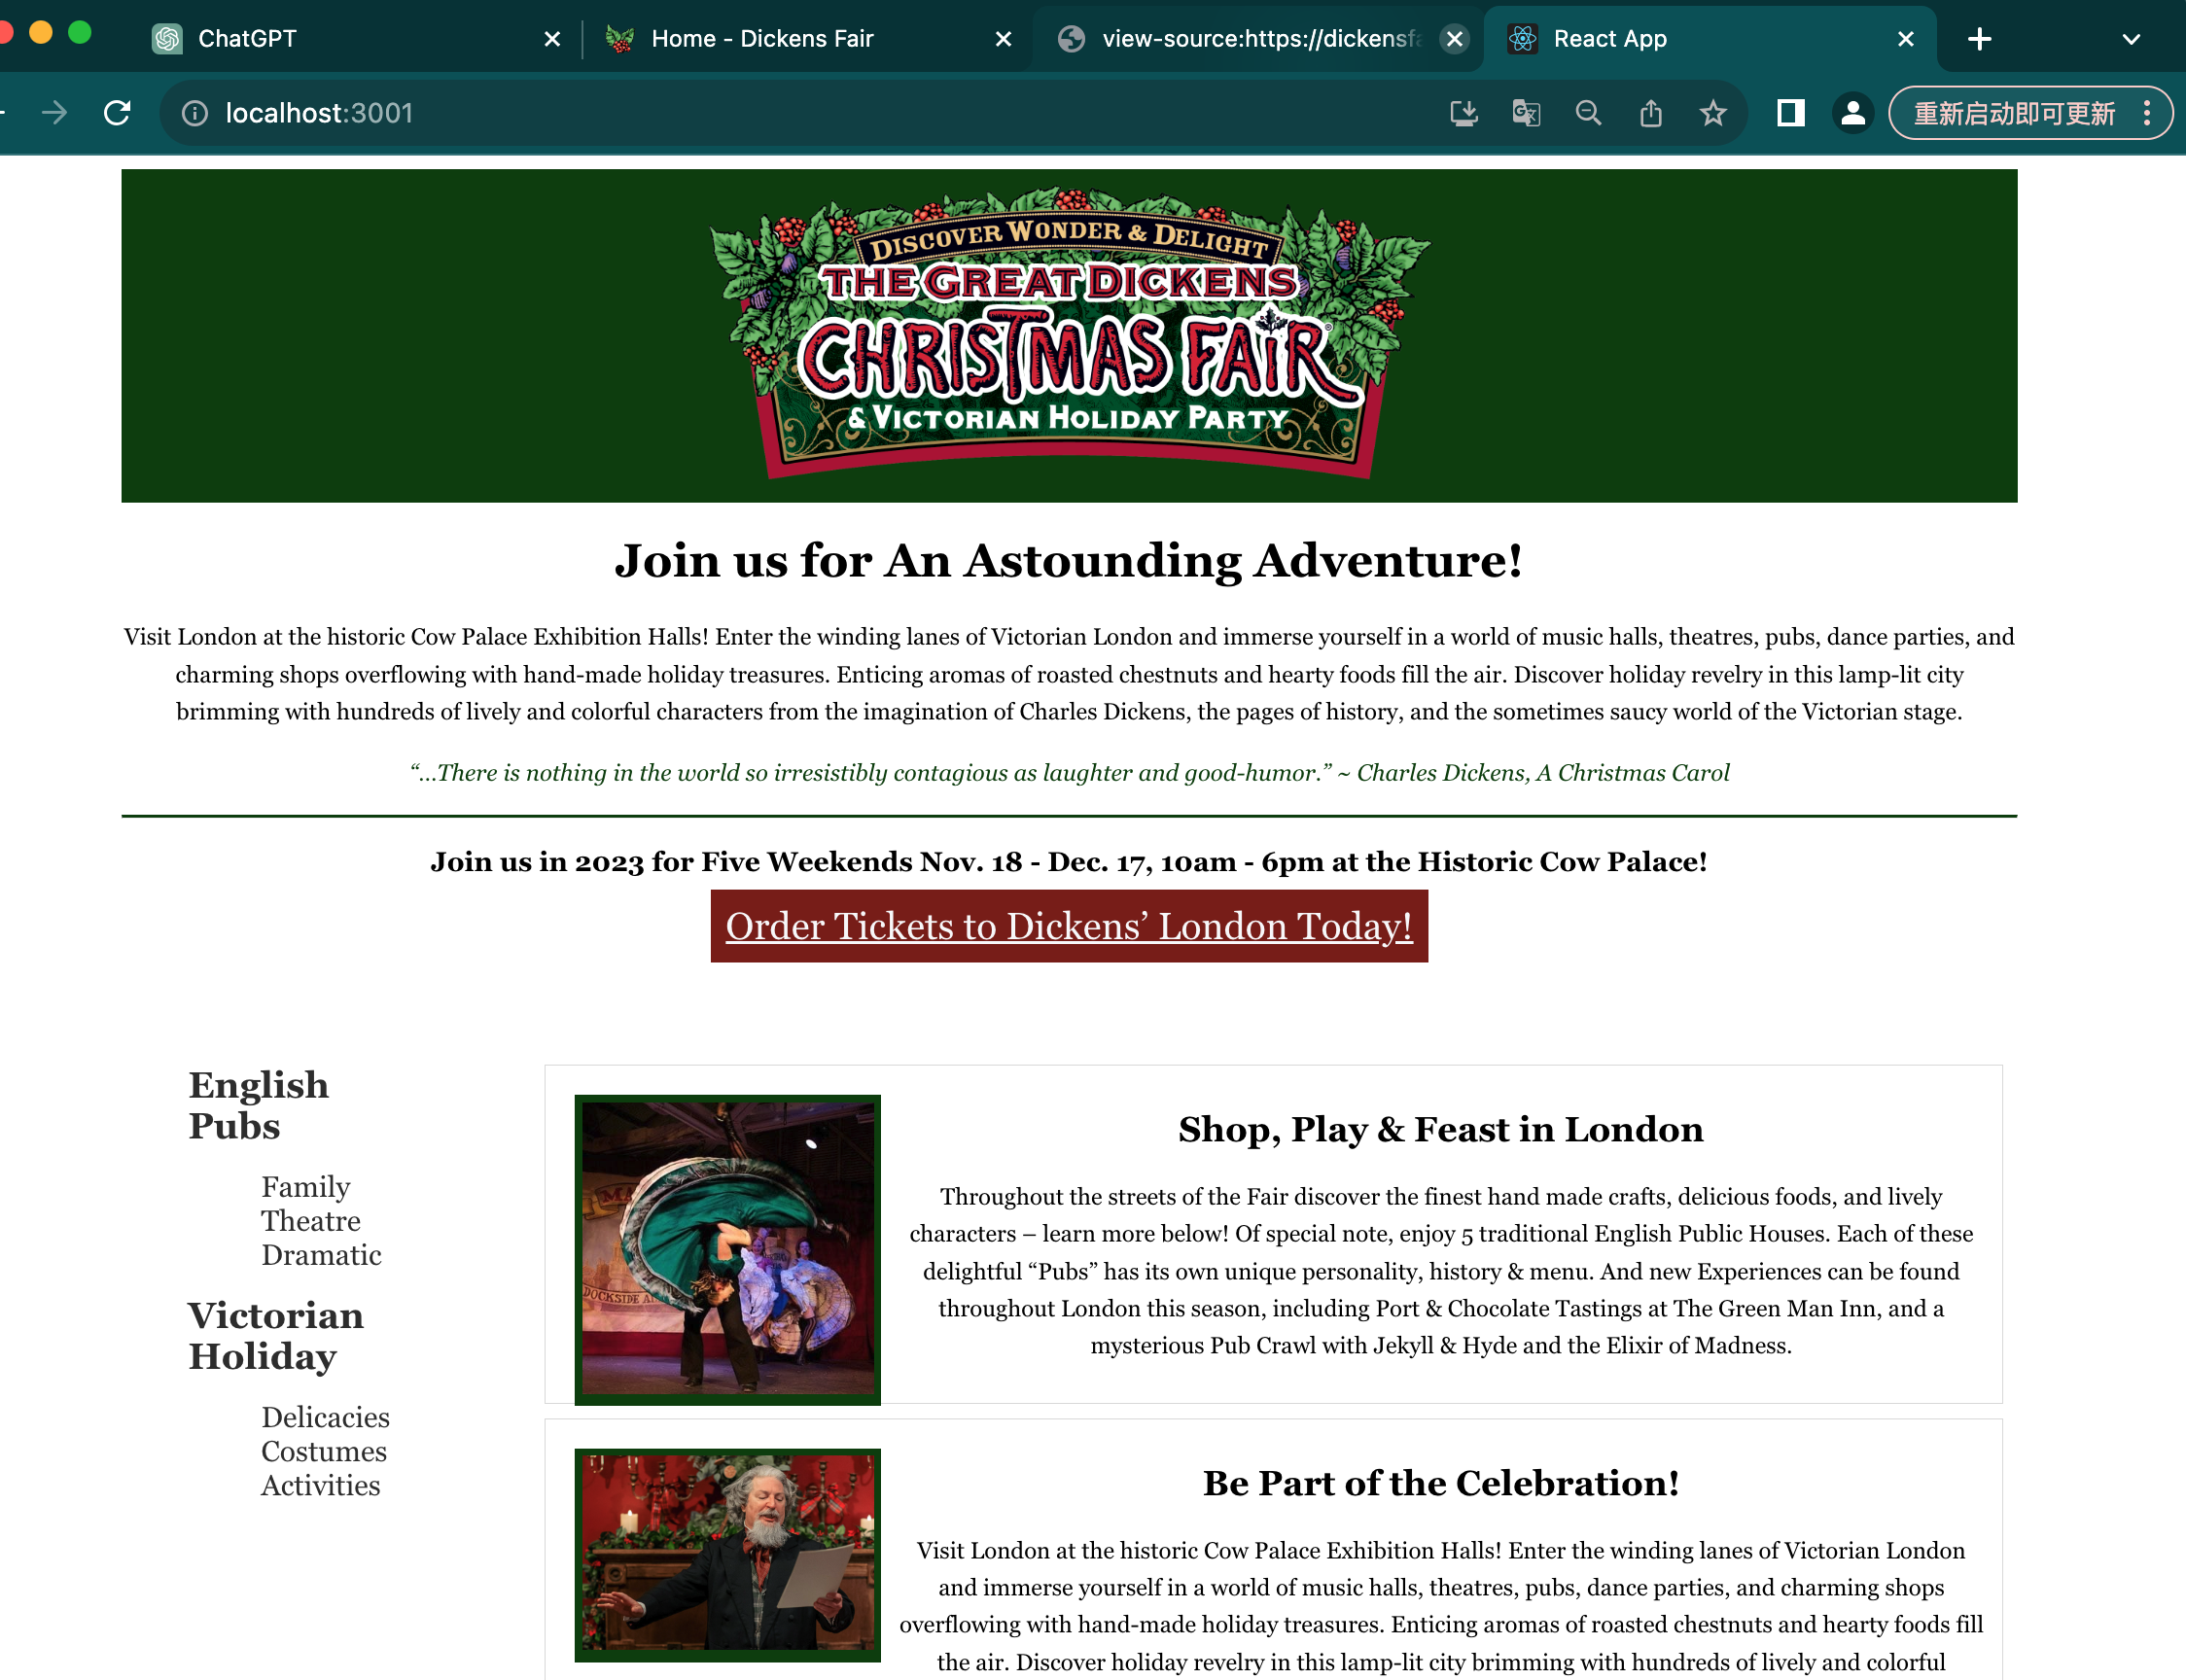 ChatGPT
Home - Dickens Fair
view-source:https://dickensfa
React App
localhost:3001
重新启动即可更新
DISCOVER WONDER & DELIGHT
THE GREAT DICKENS
CHRISTMAS FAIR®
& VICTORIAN HOLIDAY PARTY
Join us for An Astounding Adventure!
Visit London at the historic Cow Palace Exhibition Halls! Enter the winding lanes of Victorian London and immerse yourself in a world of music halls, theatres, pubs, dance parties, and
charming shops overflowing with hand-made holiday treasures. Enticing aromas of roasted chestnuts and hearty foods fill the air. Discover holiday revelry in this lamp-lit city
brimming with hundreds of lively and colorful characters from the imagination of Charles Dickens, the pages of history, and the sometimes saucy world of the Victorian stage.
“…There is nothing in the world so irresistibly contagious as laughter and good-humor.” ~ Charles Dickens, A Christmas Carol
Join us in 2023 for Five Weekends Nov. 18 - Dec. 17, 10am - 6pm at the Historic Cow Palace!
Order Tickets to Dickens’ London Today!
English
Pubs
Family
Theatre
Dramatic
Victorian
Holiday
Delicacies
Costumes
Activities
DOCKSIDE
Shop, Play & Feast in London
Throughout the streets of the Fair discover the finest hand made crafts, delicious foods, and lively
characters – learn more below! Of special note, enjoy 5 traditional English Public Houses. Each of these
delightful “Pubs” has its own unique personality, history & menu. And new Experiences can be found
throughout London this season, including Port & Chocolate Tastings at The Green Man Inn, and a
mysterious Pub Crawl with Jekyll & Hyde and the Elixir of Madness.
Be Part of the Celebration!
Visit London at the historic Cow Palace Exhibition Halls! Enter the winding lanes of Victorian London
and immerse yourself in a world of music halls, theatres, pubs, dance parties, and charming shops
overflowing with hand-made holiday treasures. Enticing aromas of roasted chestnuts and hearty foods fill
the air. Discover holiday revelry in this lamp-lit city brimming with hundreds of lively and colorful